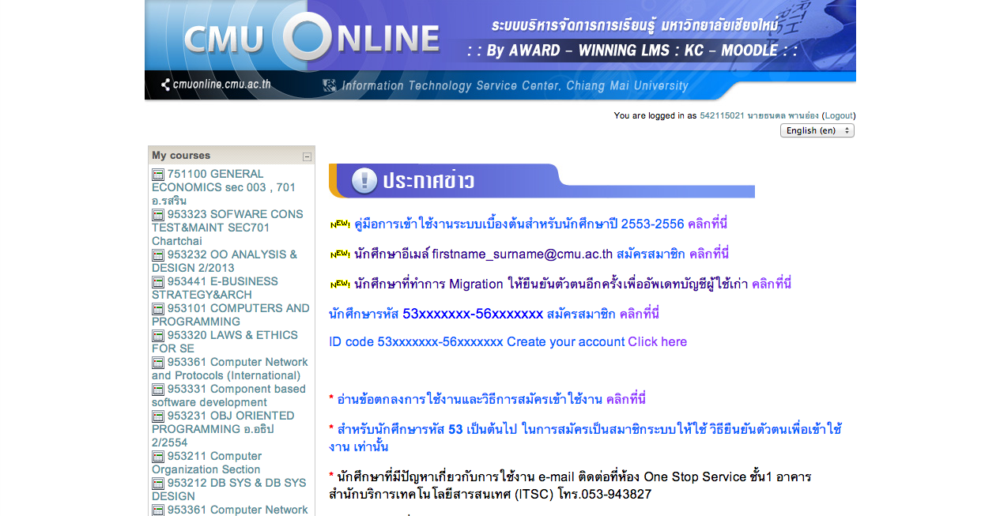 CMU ONLINE
ระบบบริหารจัดการการเรียนรู้ มหาวิทยาลัยเชียงใหม่
: : By AWARD – WINNING LMS : KC – MOODLE : :
cmuonline.cmu.ac.th
Information Technology Service Center, Chiang Mai University
You are logged in as 542115021 นายธนดล พานอ่อง (Logout)
English (en)
My courses
751100 GENERAL
ECONOMICS sec 003 , 701
อ.รสริน
953323 SOFWARE CONS
TEST&MAINT SEC701
Chartchai
953232 OO ANALYSIS &
DESIGN 2/2013
953441 E-BUSINESS
STRATEGY&ARCH
953101 COMPUTERS AND
PROGRAMMING
953320 LAWS & ETHICS
FOR SE
953361 Computer Network
and Protocols (International)
953331 Component based
software development
953231 OBJ ORIENTED
PROGRAMMING อ.อธิป
2/2554
953211 Computer
Organization Section
953212 DB SYS & DB SYS
DESIGN
953361 Computer Network
ประกาศข่าว
NEW! คู่มือการเข้าใช้งานระบบเบื้องต้นสำหรับนักศึกษาปี 2553-2556 คลิกที่นี่
NEW! นักศึกษาอีเมล์ firstname_surname@cmu.ac.th สมัครสมาชิก คลิกที่นี่
NEW! นักศึกษาที่ทำการ Migration ให้ยืนยันตัวตนอีกครั้งเพื่ออัพเดทบัญชีผู้ใช้เก่า คลิกที่นี่
นักศึกษารหัส 53xxxxxxx-56xxxxxxx สมัครสมาชิก คลิกที่นี่
ID code 53xxxxxxx-56xxxxxxx Create your account Click here
* อ่านข้อตกลงการใช้งานและวิธีการสมัครเข้าใช้งาน คลิกที่นี่
* สำหรับนักศึกษารหัส 53 เป็นต้นไป ในการสมัครเป็นสมาชิกระบบให้ใช้ วิธียืนยันตัวตนเพื่อเข้าใช้
งาน เท่านั้น
* นักศึกษาที่มีปัญหาเกี่ยวกับการใช้งาน e-mail ติดต่อที่ห้อง One Stop Service ชั้น1 อาคาร
สำนักบริการเทคโนโลยีสารสนเทศ (ITSC) โทร.053-943827